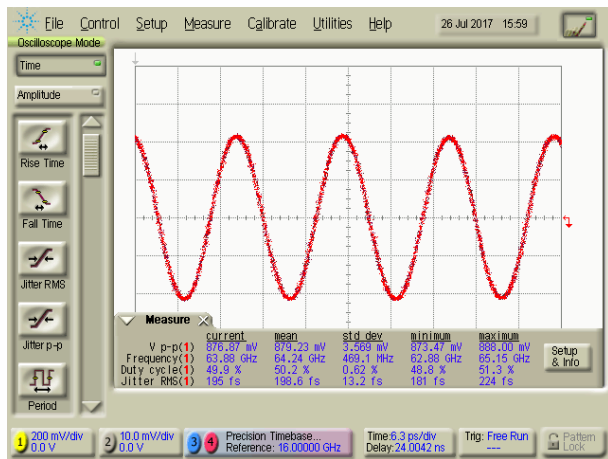 File Control Setup Measure Calibrate Utilities Help 26 Jul 2017 15:59
Oscilloscope Mode
Time
Amplitude
Rise Time
Fall Time
Jitter RMS
Jitter p-p
Period
Measure
current mean std dev minimum maximum
V p-p(1) 876.87 mV 879.23 mV 3.569 mV 873.47 mV 888.00 mV
Frequency(1) 63.88 GHz 64.24 GHz 469.1 MHz 62.88 GHz 65.15 GHz
Duty cycle(1) 49.9 % 50.2 % 0.62 % 48.8 % 51.3 %
Jitter RMS(1) 195 fs 198.6 fs 13.2 fs 181 fs 224 fs
Setup
& Info
1 200 mV/div
0.0 V
2 10.0 mV/div
0.0 V
3 4 Precision Timebase...
Reference: 16.00000 GHz
Time:6.3 ps/div
Delay:24.0042 ns
Trig: Free Run
---
Pattern
Lock